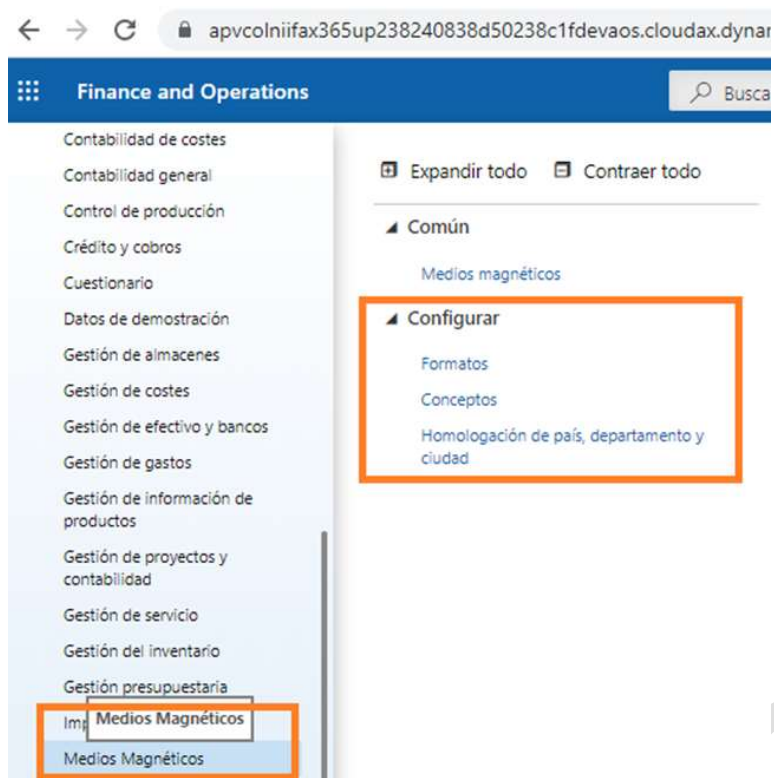 apvcolniifax365up238240838d50238c1fdevaos.cloudax.dynar
Finance and Operations
Busca
Contabilidad de costes
Contabilidad general
Control de producción
Crédito y cobros
Cuestionario
Datos de demostración
Gestión de almacenes
Gestión de costes
Gestión de efectivo y bancos
Gestión de gastos
Gestión de información de
productos
Gestión de proyectos y
contabilidad
Gestión de servicio
Gestión del inventario
Gestión presupuestaria
Imp
Medios Magnéticos
Medios Magnéticos
Expandir todo
Contraer todo
Común
Medios magnéticos
Configurar
Formatos
Conceptos
Homologación de país, departamento y
ciudad